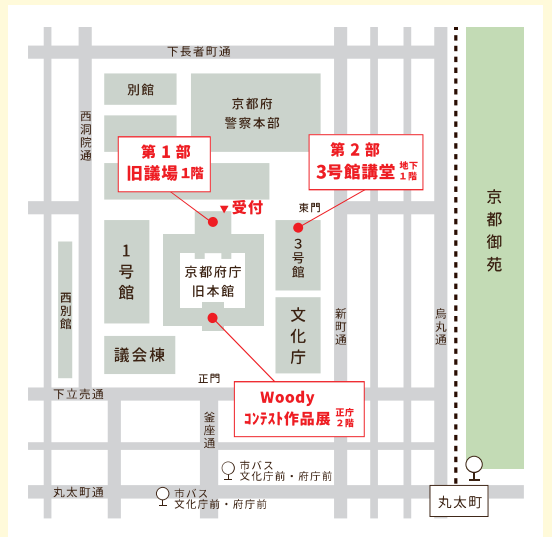 下長者町通
別館
京都府
警察本部
西洞院通
第1部
旧議場1階
第2部
3号館講堂 地下1階
▼受付
東門
京都御苑
1号館
3号館
京都府庁
旧本館
西別館
文化庁
新町通
烏丸通
議会棟
正門
下立売通
Woody
コンテスト作品展 正庁2階
釜座通
市バス
文化庁前・府庁前
丸太町通
市バス
文化庁前・府庁前
丸太町